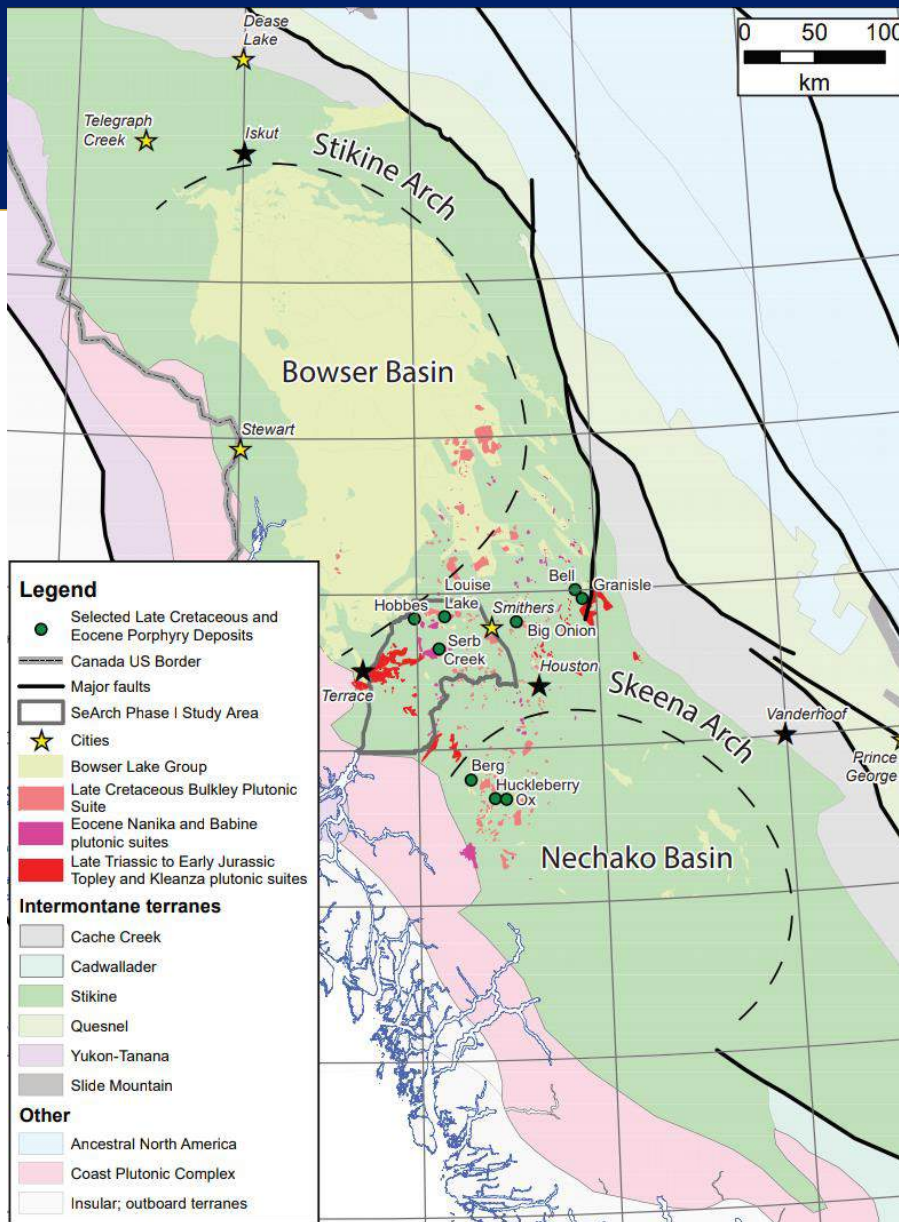 Dease
Lake
0 50 100
km
Telegraph
Creek
Iskut
Stikine Arch
Bowser Basin
Stewart
Legend
Selected Late Cretaceous and
Eocene Porphyry Deposits
Canada US Border
Major faults
SeArch Phase I Study Area
Cities
Bowser Lake Group
Late Cretaceous Bulkley Plutonic
Suite
Eocene Nanika and Babine
plutonic suites
Late Triassic to Early Jurassic
Topley and Kleanza plutonic suites
Intermontane terranes
Cache Creek
Cadwallader
Stikine
Quesnel
Yukon-Tanana
Slide Mountain
Other
Ancestral North America
Coast Plutonic Complex
Insular; outboard terranes
Bell
Granisle
Louise
Lake
Hobbes
Smithers
Big Onion
Serb
Creek
Houston
Terrace
Skeena Arch
Vanderhoof
Prince
George
Berg
Huckleberry
Ox
Nechako Basin